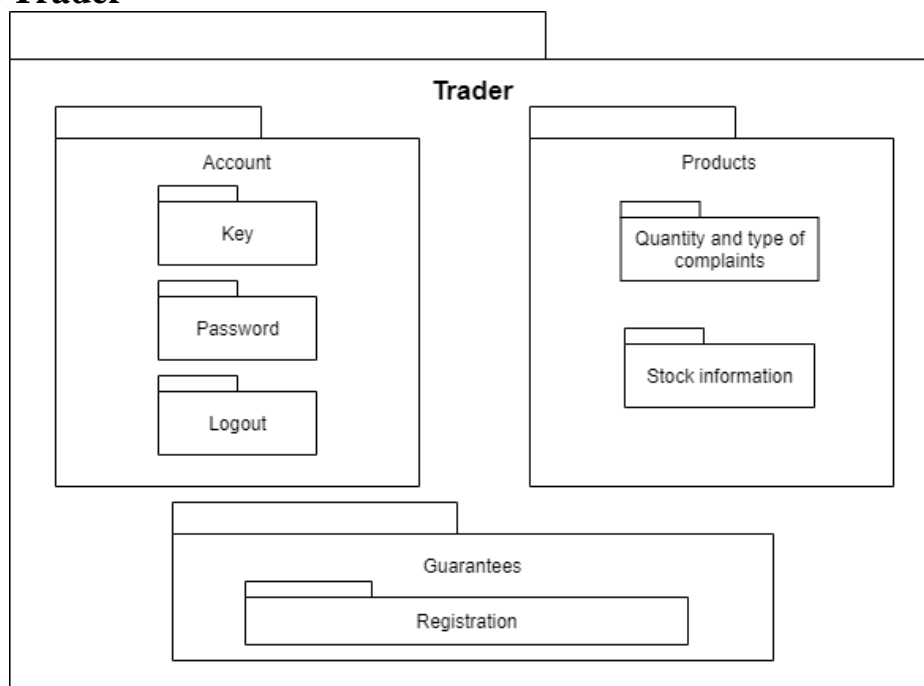 Trader
Trader
Account
Key
Password
Logout
Products
Quantity and type of
complaints
Stock information
Guarantees
Registration